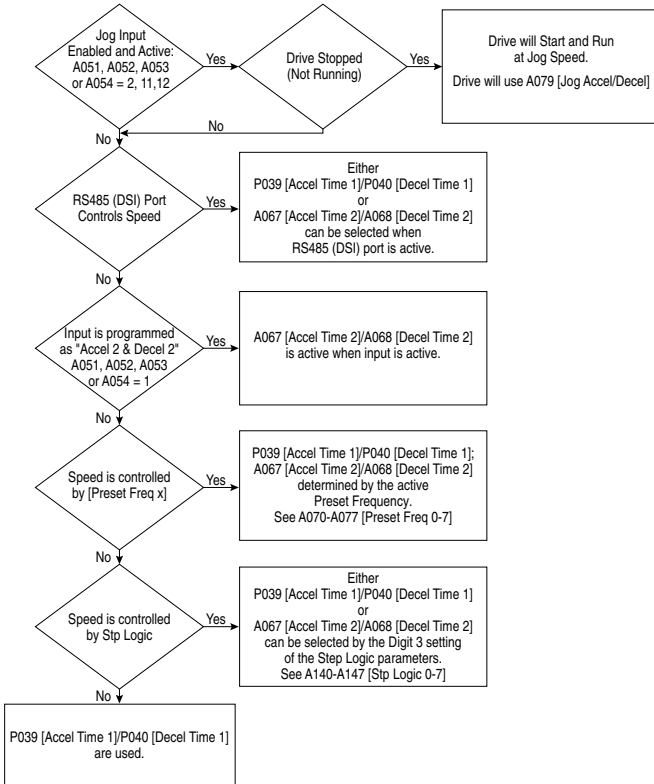 Jog Input
Enabled and Active:
A051, A052, A053
or A054 = 2, 11,12
Yes
Drive Stopped
(Not Running)
Yes
Drive will Start and Run
at Jog Speed.
Drive will use A079 [Jog Accel/Decel]
No
No
RS485 (DSI) Port
Controls Speed
Yes
Either
P039 [Accel Time 1]/P040 [Decel Time 1]
or
A067 [Accel Time 2]/A068 [Decel Time 2]
can be selected when
RS485 (DSI) port is active.
No
Input is programmed
as "Accel 2 & Decel 2"
A051, A052, A053
or A054 = 1
Yes
A067 [Accel Time 2]/A068 [Decel Time 2]
is active when input is active.
No
Speed is controlled
by [Preset Freq x]
Yes
P039 [Accel Time 1]/P040 [Decel Time 1];
A067 [Accel Time 2]/A068 [Decel Time 2]
determined by the active
Preset Frequency.
See A070-A077 [Preset Freq 0-7]
No
Speed is controlled
by Stp Logic
Yes
Either
P039 [Accel Time 1]/P040 [Decel Time 1]
or
A067 [Accel Time 2]/A068 [Decel Time 2]
can be selected by the Digit 3 setting
of the Step Logic parameters.
See A140-A147 [Stp Logic 0-7]
No
P039 [Accel Time 1]/P040 [Decel Time 1]
are used.